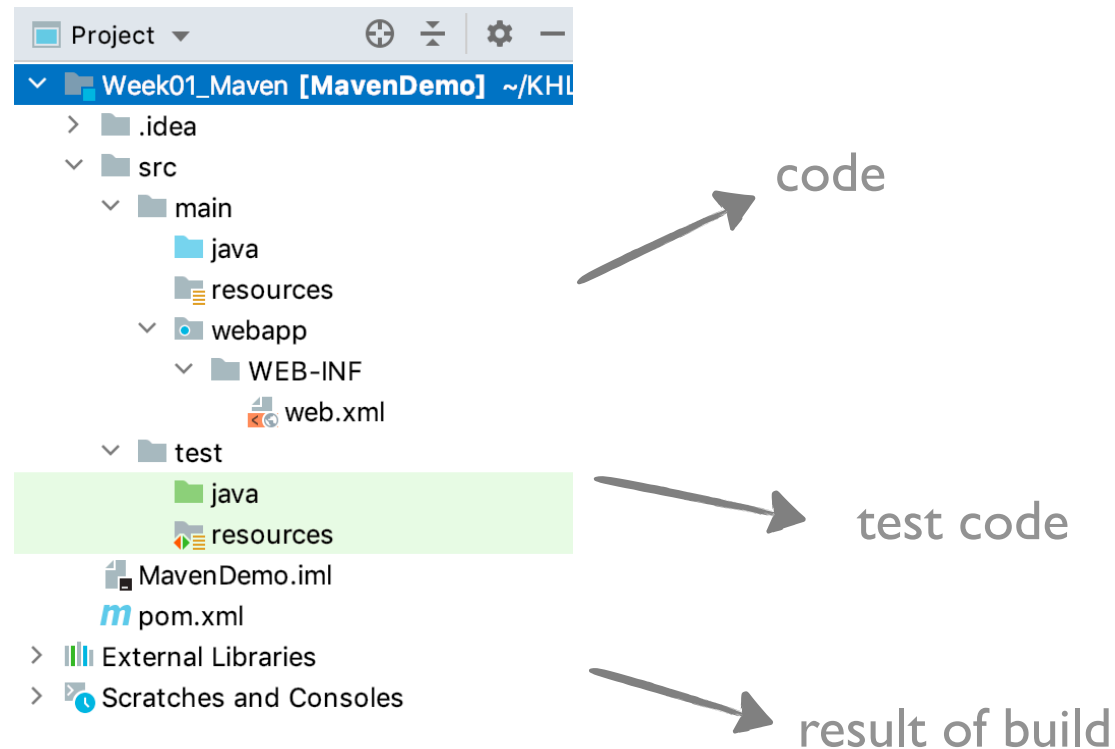 Project
Week01_Maven [MavenDemo] ~/KHL
.idea
src
main
java
resources
webapp
WEB-INF
web.xml
test
java
resources
MavenDemo.iml
m pom.xml
External Libraries
Scratches and Consoles
code
test code
result of build